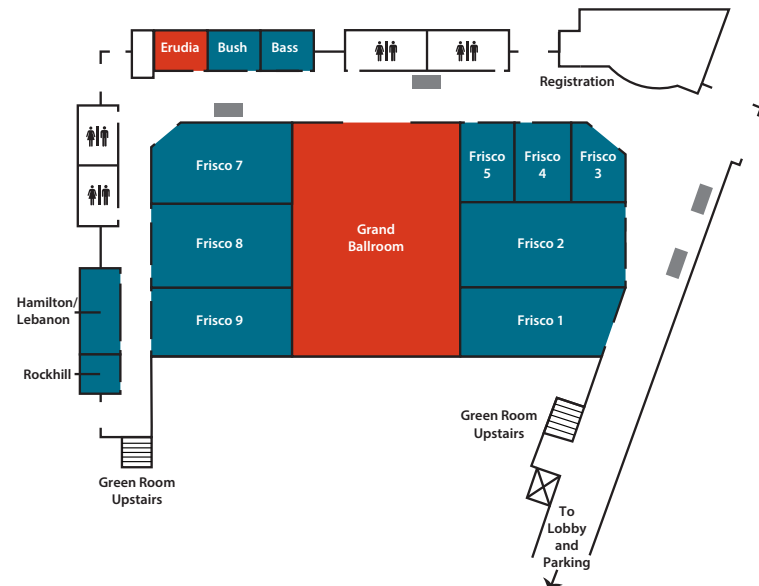 Erudia
Bush
Bass
Registration
Frisco 7
Frisco
5
Frisco
4
Frisco
3
Grand
Ballroom
Frisco 8
Frisco 2
Hamilton/
Lebanon
Frisco 9
Frisco 1
Rockhill
Green Room
Upstairs
Green Room
Upstairs
To
Lobby
and
Parking